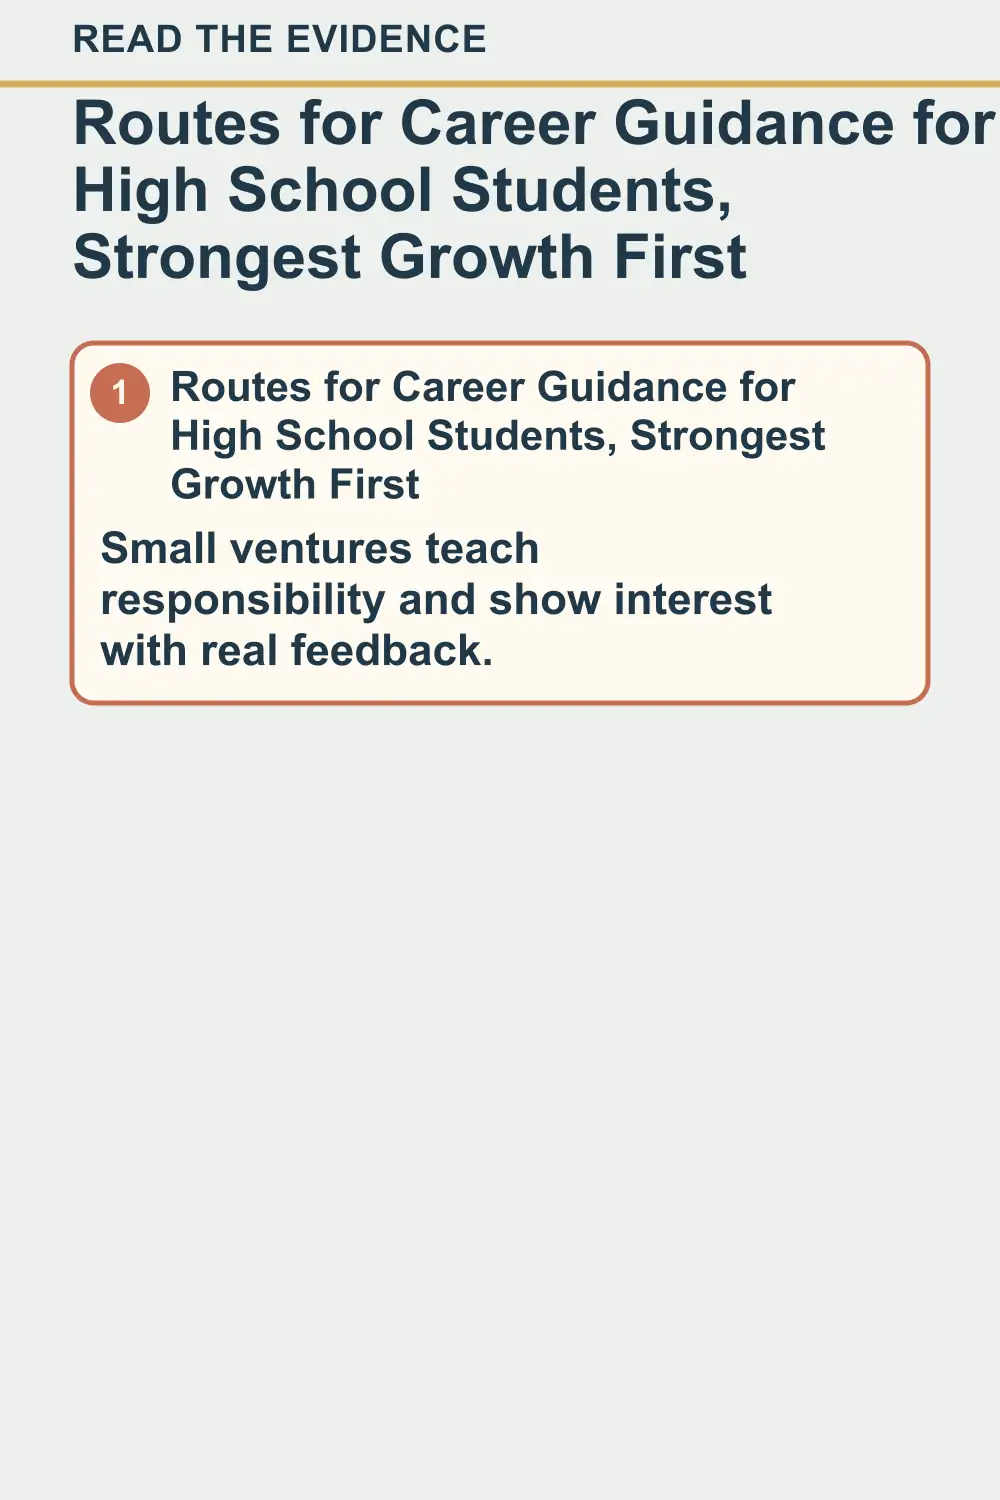 READ THE EVIDENCE
Routes for Career Guidance for
High School Students,
Strongest Growth First
1
Routes for Career Guidance for
High School Students, Strongest
Growth First
Small ventures teach
responsibility and show interest
with real feedback.